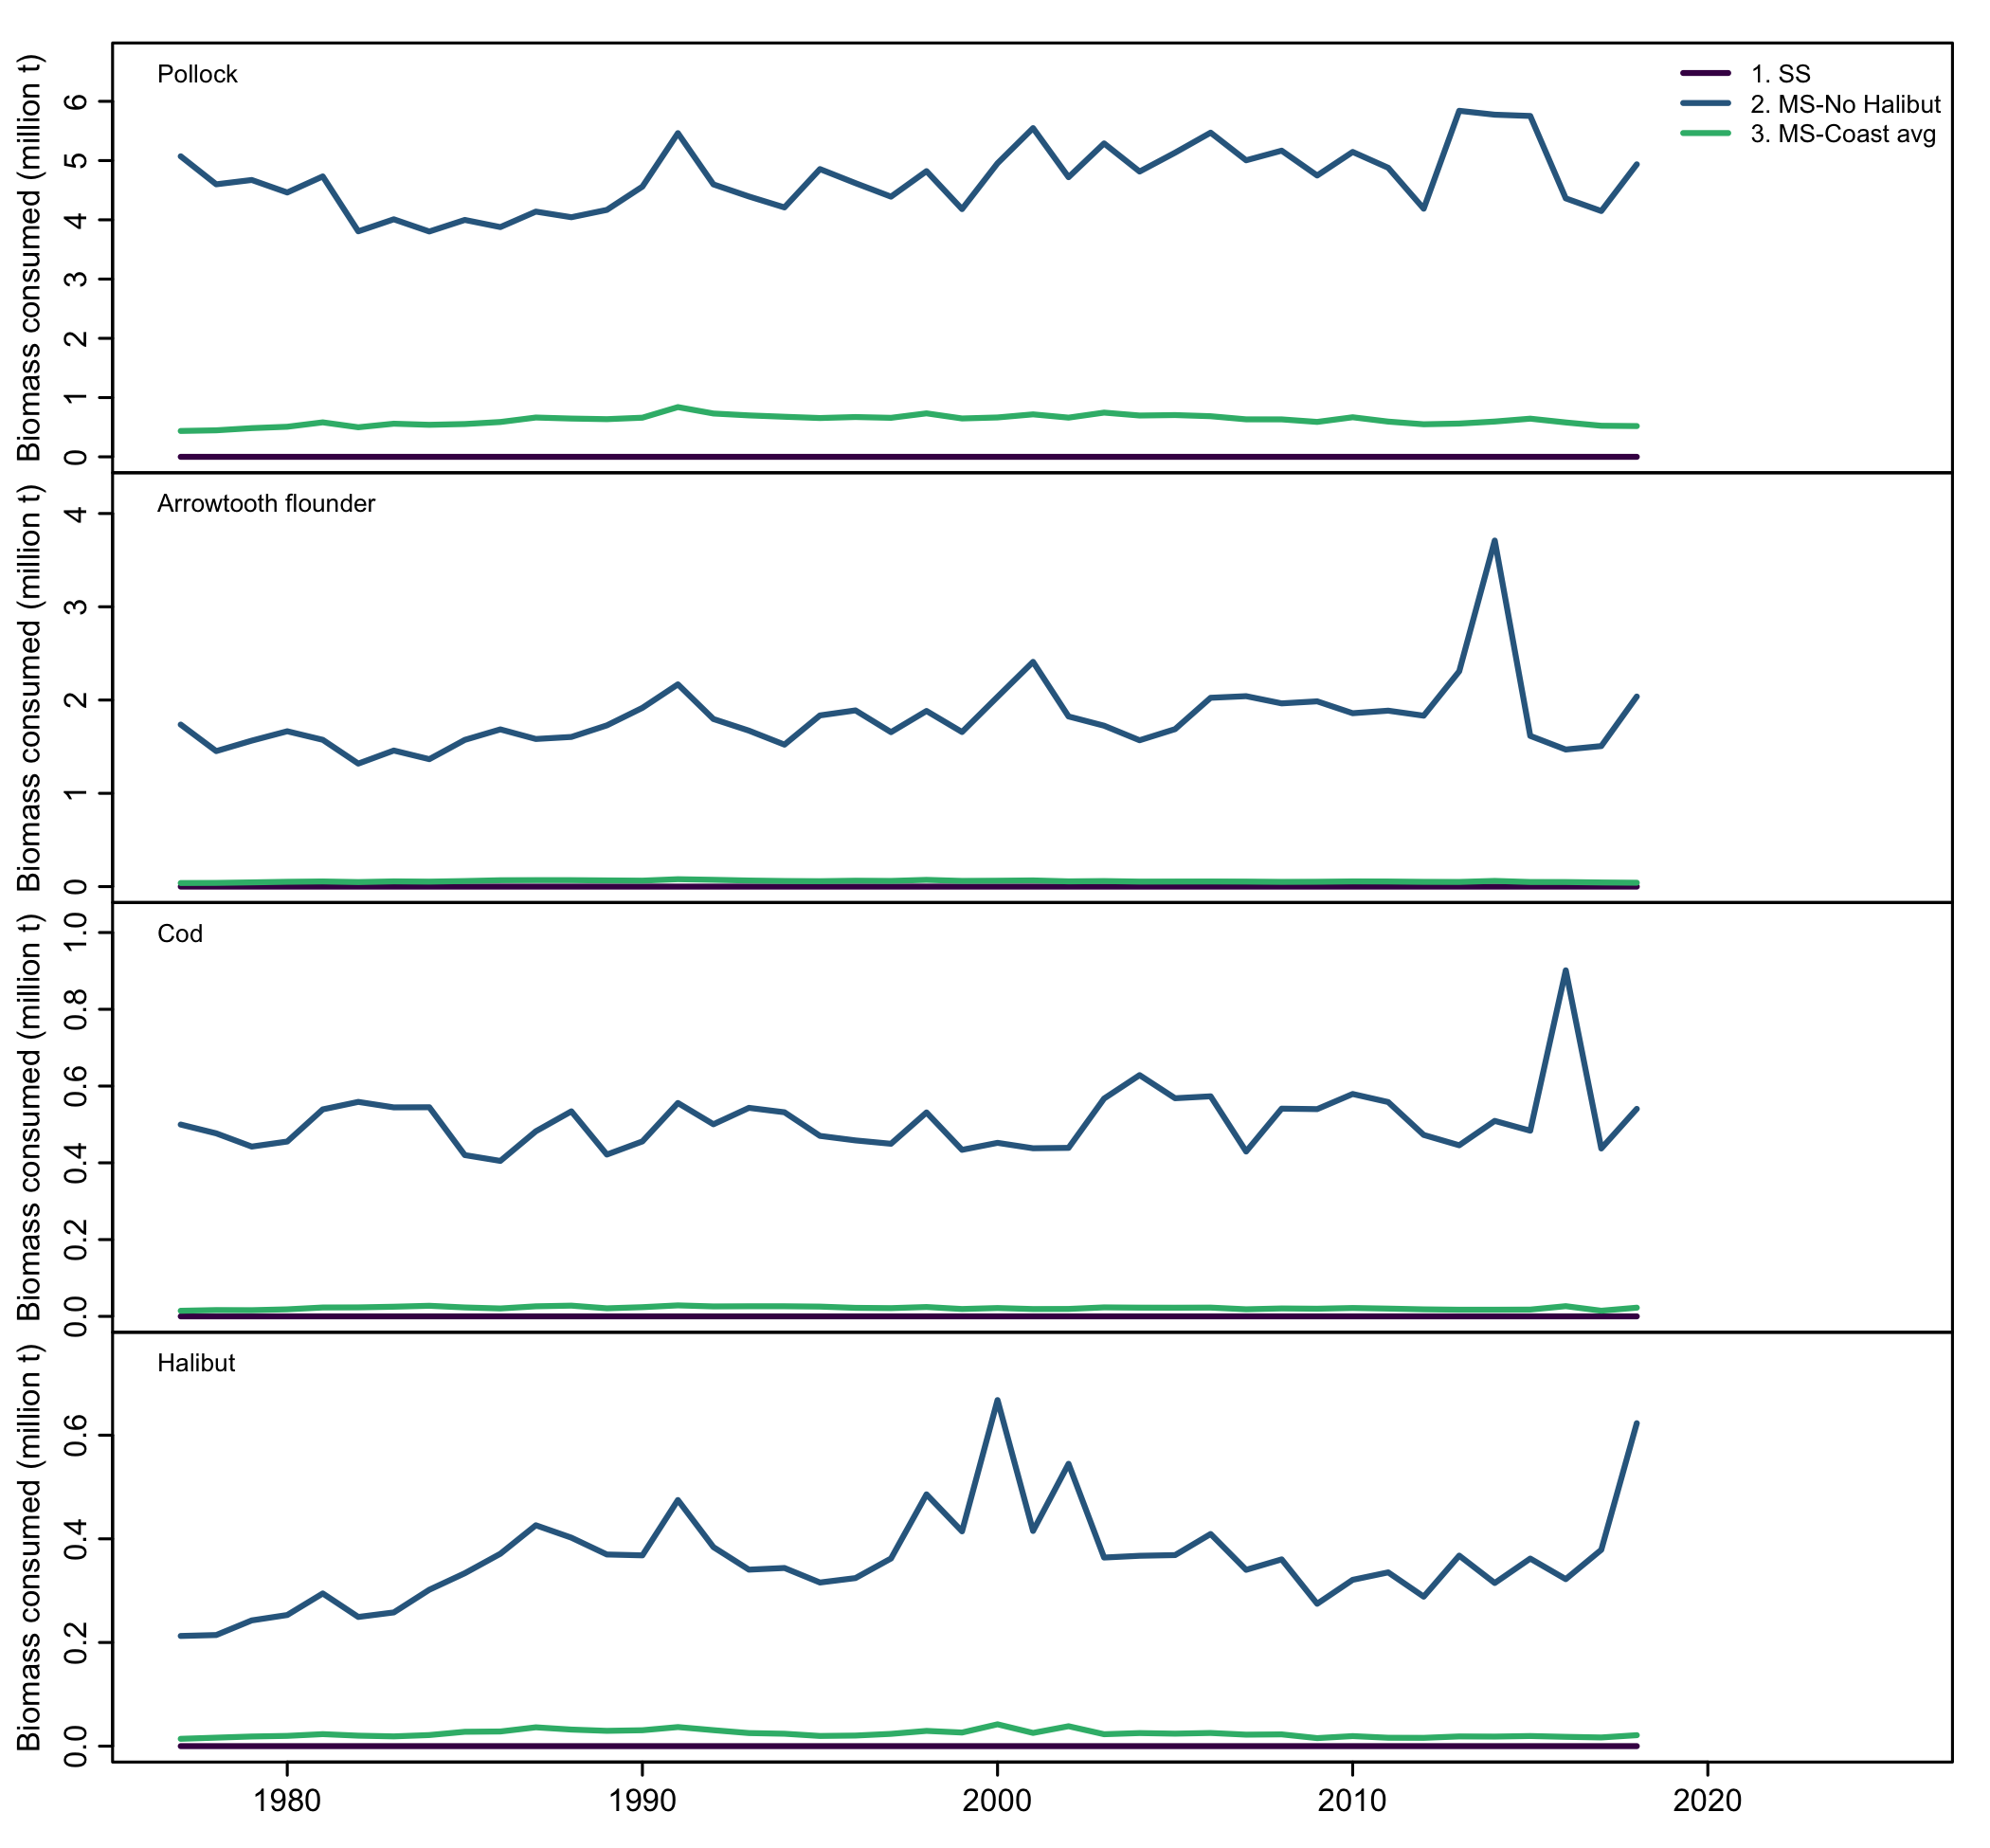 Pollock
1. SS
2. MS-No Halibut
3. MS-Coast avg
Biomass consumed (million t)
6
5
4
3
2
1
0
Arrowtooth flounder
Biomass consumed (million t)
4
3
2
1
0
Cod
Biomass consumed (million t)
1.0
0.8
0.6
0.4
0.2
0.0
Halibut
Biomass consumed (million t)
0.6
0.4
0.2
0.0
1980 1990 2000 2010 2020